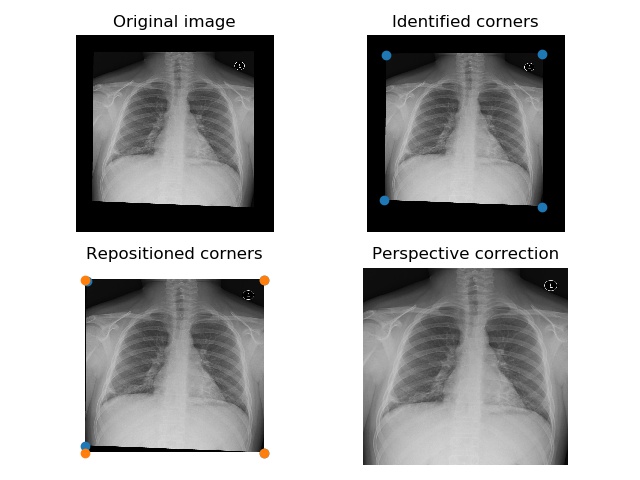 Original image
Identified corners
Repositioned corners
Perspective correction
L